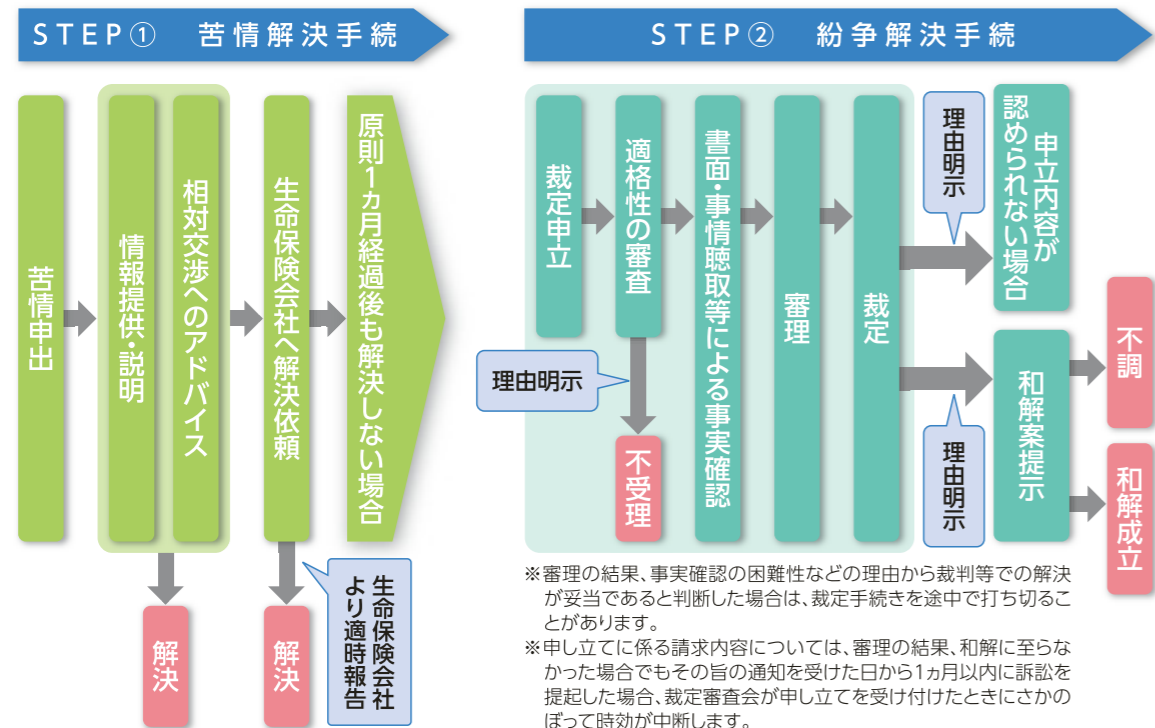 STEP① 苦情解決手続
苦情申出
情報提供・説明
相対交渉へのアドバイス
生命保険会社へ解決依頼
原則1ヵ月経過後も解決しない場合
解決
解決
生命保険会社
より適時報告
STEP② 紛争解決手続
裁定申立
適格性の審査
理由明示
不受理
書面・事情聴取等による事実確認
審理
裁定
理由明示
申立内容が
認められない場合
理由明示
和解案提示
不調
和解成立
※審理の結果、事実確認の困難性などの理由から裁判等での解決
が妥当であると判断した場合は、裁定手続きを途中で打ち切るこ
とがあります。
※申し立てに係る請求内容については、審理の結果、和解に至らな
かった場合でもその旨の通知を受けた日から1ヵ月以内に訴訟を
提起した場合、裁定審査会が申し立てを受け付けたときにさかの
ぼって時効が中断します。